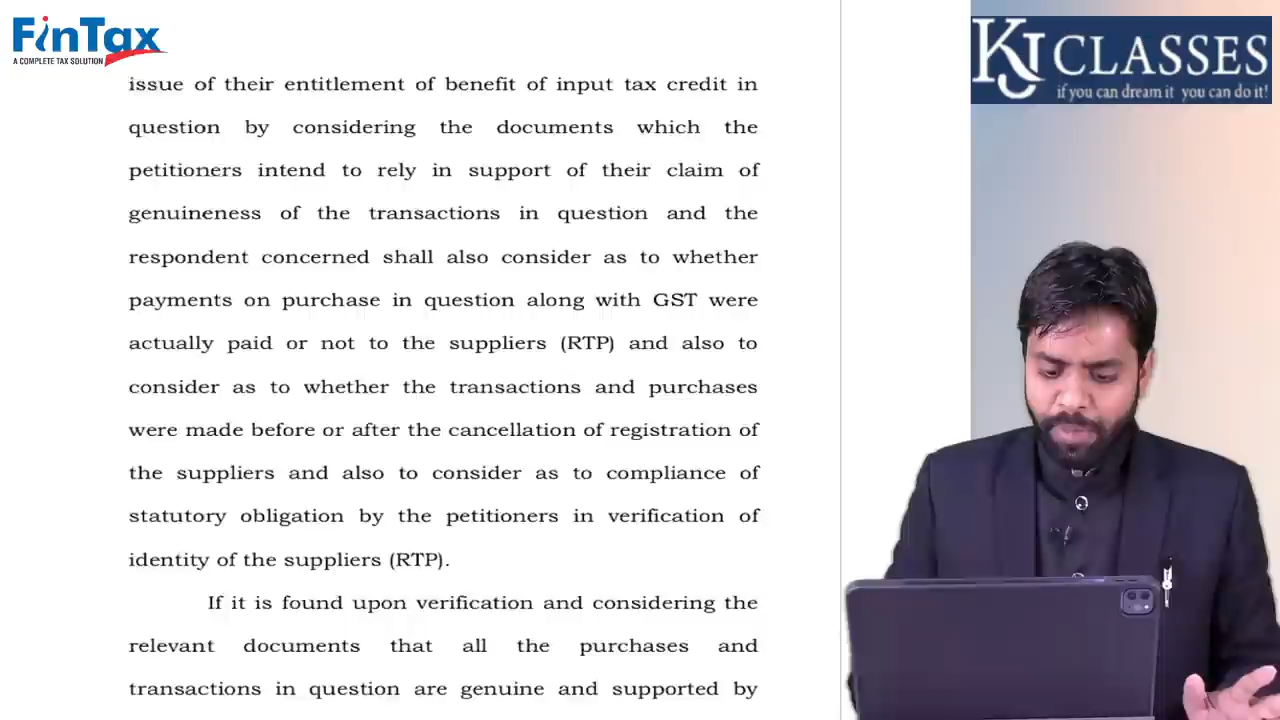 FinTax
A COMPLETE TAX SOLUTION
KJ CLASSES
if you can dream it you can do it!
issue of their entitlement of benefit of input tax credit in
question by considering the documents which the
petitioners intend to rely in support of their claim of
genuineness of the transactions in question and the
respondent concerned shall also consider as to whether
payments on purchase in question along with GST were
actually paid or not to the suppliers (RTP) and also to
consider as to whether the transactions and purchases
were made before or after the cancellation of registration of
the suppliers and also to consider as to compliance of
statutory obligation by the petitioners in verification of
identity of the suppliers (RTP).
If it is found upon verification and considering the
relevant documents that all the purchases and
transactions in question are genuine and supported by